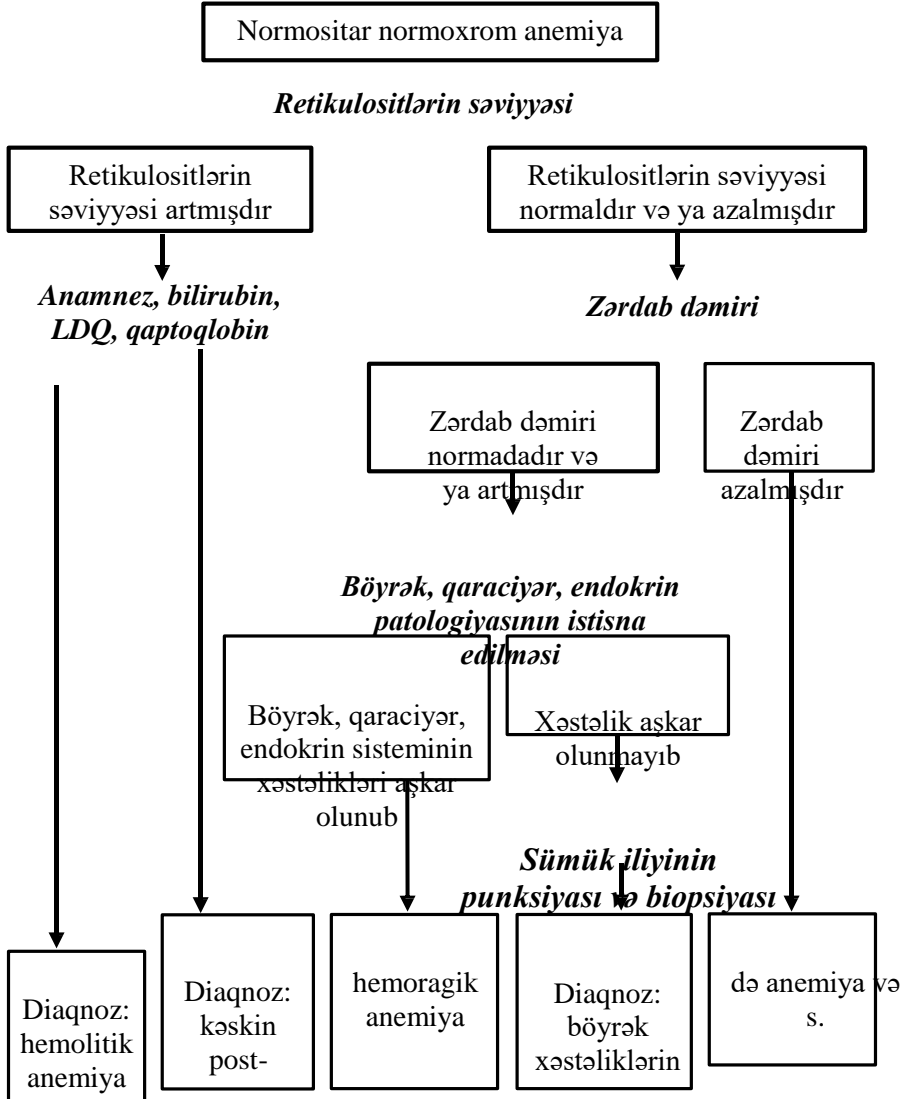 Normositar normoxrom anemiya
Retikulositlərin səviyyəsi
Retikulositlərin
səviyyəsi artmışdır
Retikulositlərin səviyyəsi
normaldır və ya azalmışdır
Anamnez, bilirubin,
LDQ, qaptoqlobin
Zərdab dəmiri
Zərdab dəmiri
normadadır və
ya artmışdır
Zərdab
dəmiri
azalmışdır
Böyrək, qaraciyər, endokrin
patologiyasının istisna
edilməsi
Böyrək, qaraciyər,
endokrin sisteminin
xəstəlikləri aşkar
olunub
Xəstəlik aşkar
olunmayıb
Sümük iliyinin
punksiyası və biopsiyası
Diaqnoz:
hemolitik
anemiya
Diaqnoz:
kəskin
post-
hemoragik
anemiya
Diaqnoz:
böyrək
xəstəliklərin
də anemiya və
s.